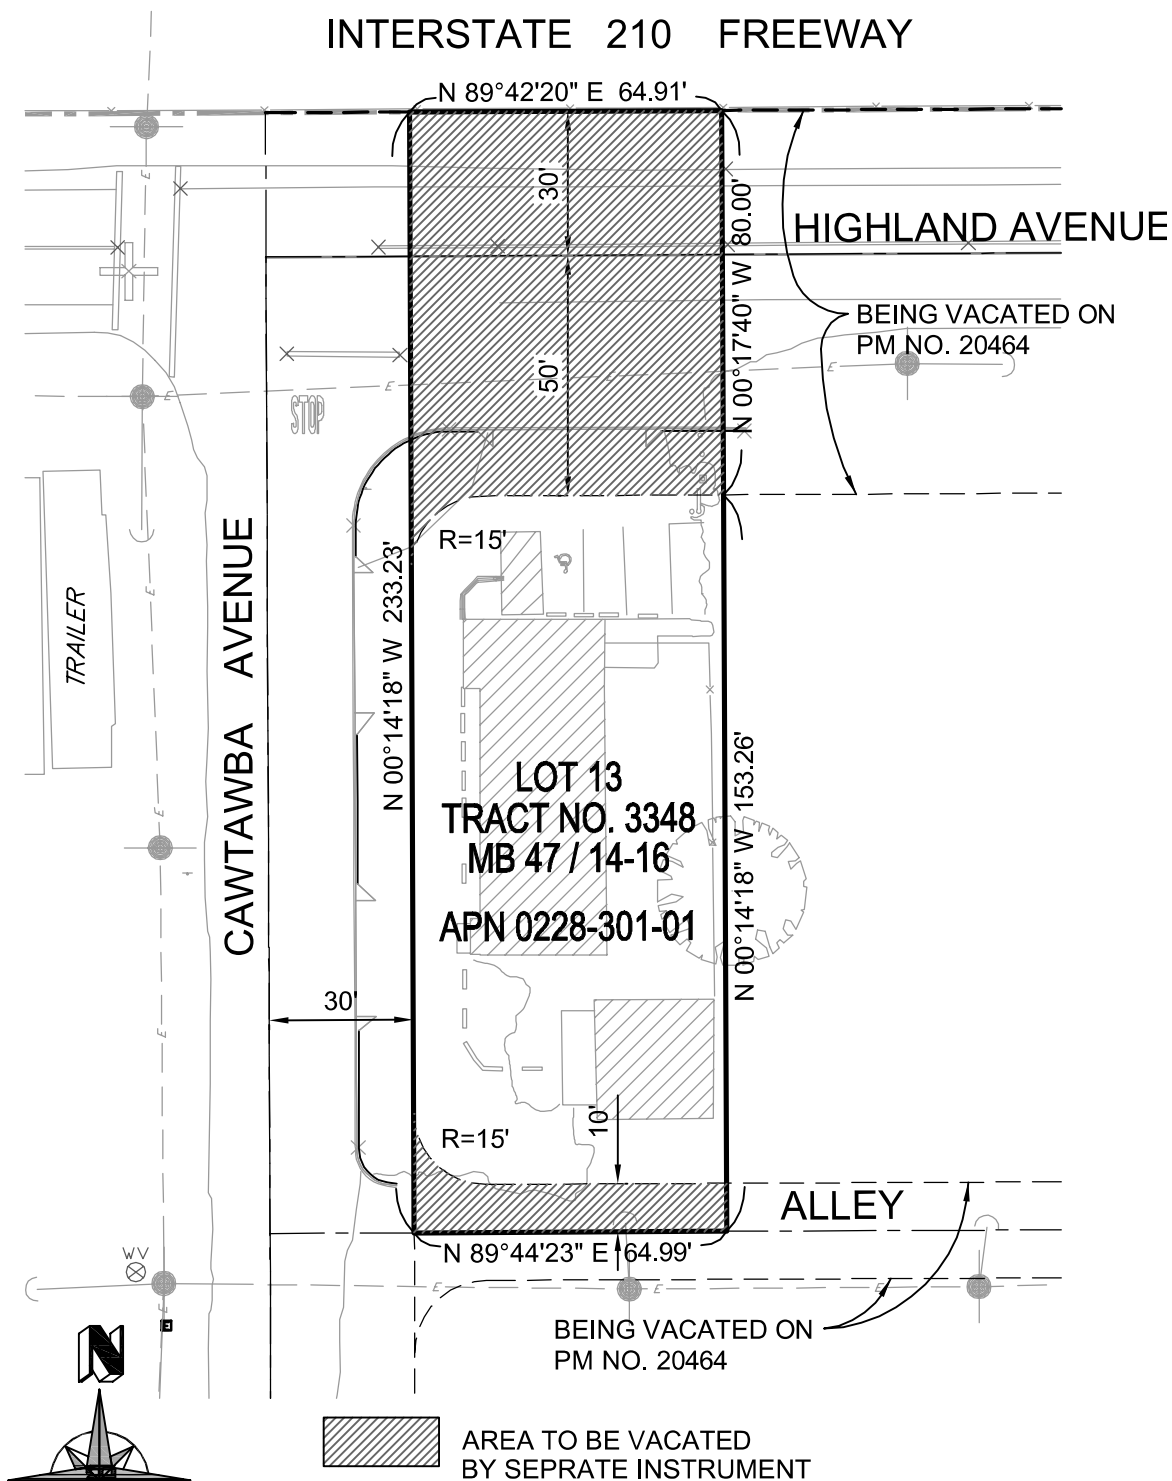 INTERSTATE 210 FREEWAY
N 89°42'20" E 64.91'
30'
N 00°17'40" W 80.00'
HIGHLAND AVENUE
BEING VACATED ON
PM NO. 20464
50'
STOP
R=15'
N 00°14'18" W 233.23'
CAWTAWBA AVENUE
TRAILER
LOT 13
TRACT NO. 3348
MB 47 / 14-16
APN 0228-301-01
N 00°14'18" W 153.26'
30'
10'
R=15'
ALLEY
N 89°44'23" E 64.99'
WV
E
E
E
E
E
E
E
E
E
E
E
BEING VACATED ON
PM NO. 20464
N
AREA TO BE VACATED
BY SEPRATE INSTRUMENT